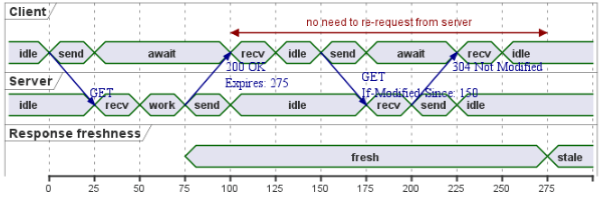 Client
no need to re-request from server
idle send await recv idle send await recv idle
200 OK
Expires: 275
304 Not Modified
GET
If-Modified-Since: 150
Server
GET
idle recv work send idle recv send idle
Response freshness
fresh stale
0 25 50 75 100 125 150 175 200 225 250 275